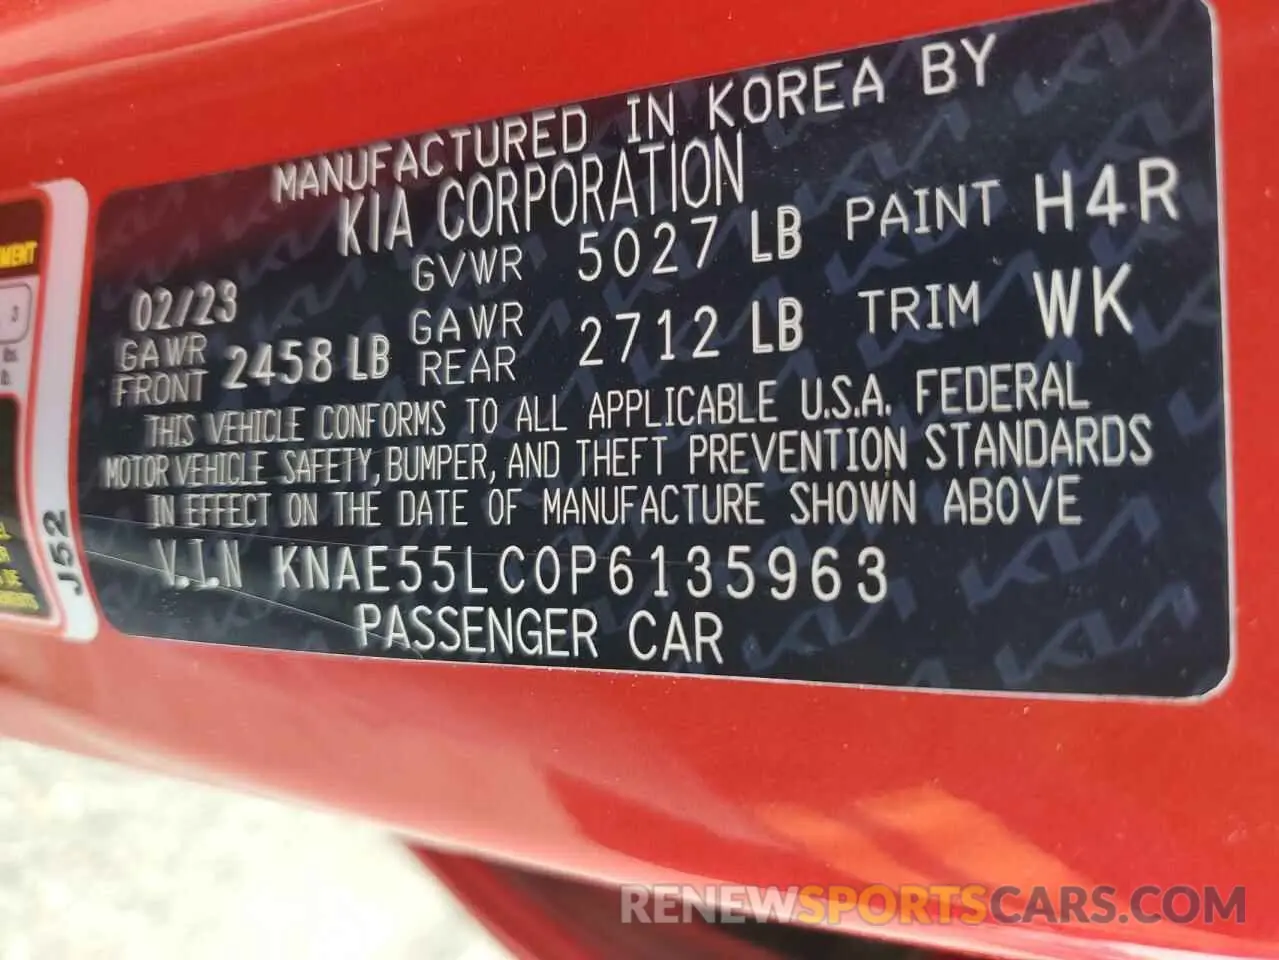 MANUFACTURED IN KOREA BY
KIA CORPORATION
02/23 GVWR 5027 LB PAINT H4R
GAWR FRONT 2458 LB GAWR REAR 2712 LB TRIM WK
THIS VEHICLE CONFORMS TO ALL APPLICABLE U.S.A. FEDERAL
MOTOR VEHICLE SAFETY, BUMPER, AND THEFT PREVENTION STANDARDS
IN EFFECT ON THE DATE OF MANUFACTURE SHOWN ABOVE
V.I.N KNAE55LC0P6135963
PASSENGER CAR
J52
3
RENEWSPORTSCARS.COM